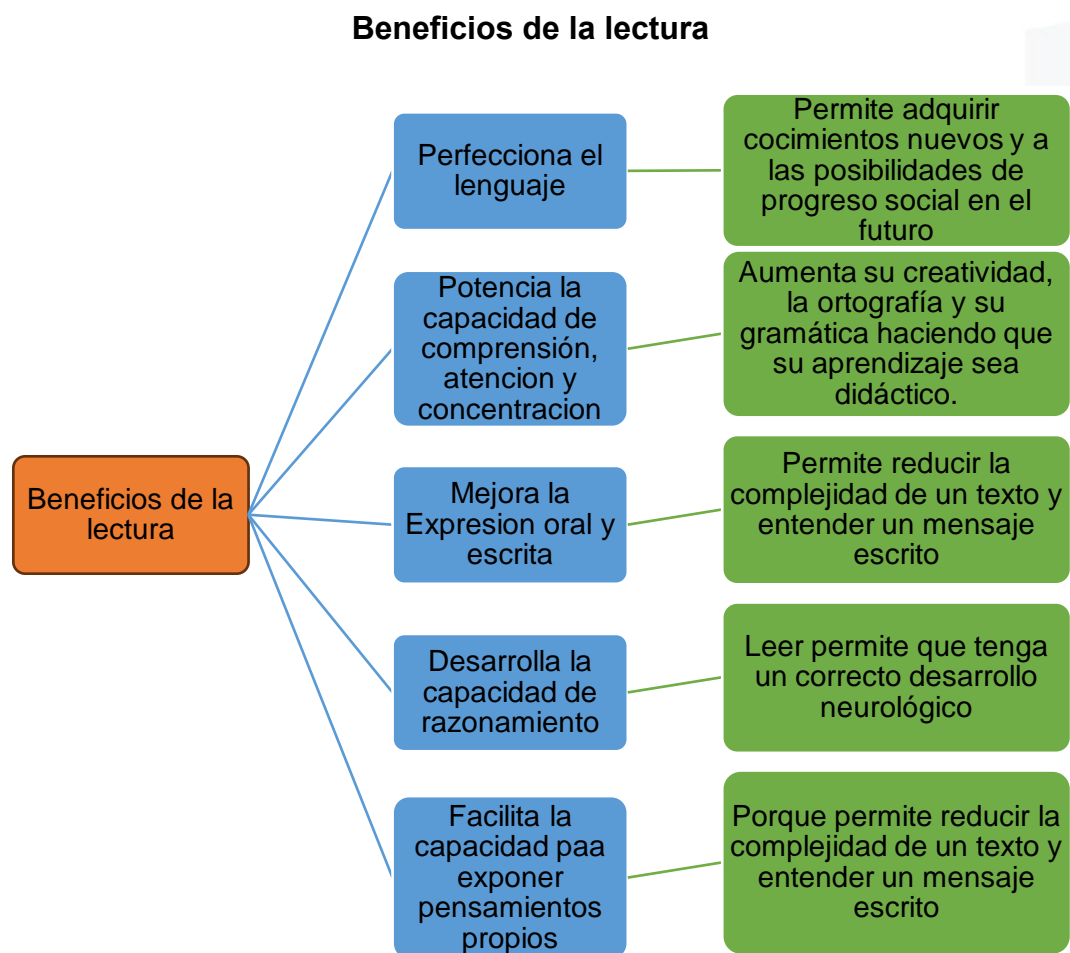 Beneficios de la lectura
Beneficios de la
lectura
Perfecciona el
lenguaje
Permite adquirir
cocimientos nuevos y a
las posibilidades de
progreso social en el
futuro
Potencia la
capacidad de
comprensión,
atencion y
concentracion
Aumenta su creatividad,
la ortografía y su
gramática haciendo que
su aprendizaje sea
didáctico.
Mejora la
Expresion oral y
escrita
Permite reducir la
complejidad de un texto y
entender un mensaje
escrito
Desarrolla la
capacidad de
razonamiento
Leer permite que tenga
un correcto desarrollo
neurológico
Facilita la
capacidad paa
exponer
pensamientos
propios
Porque permite reducir la
complejidad de un texto y
entender un mensaje
escrito